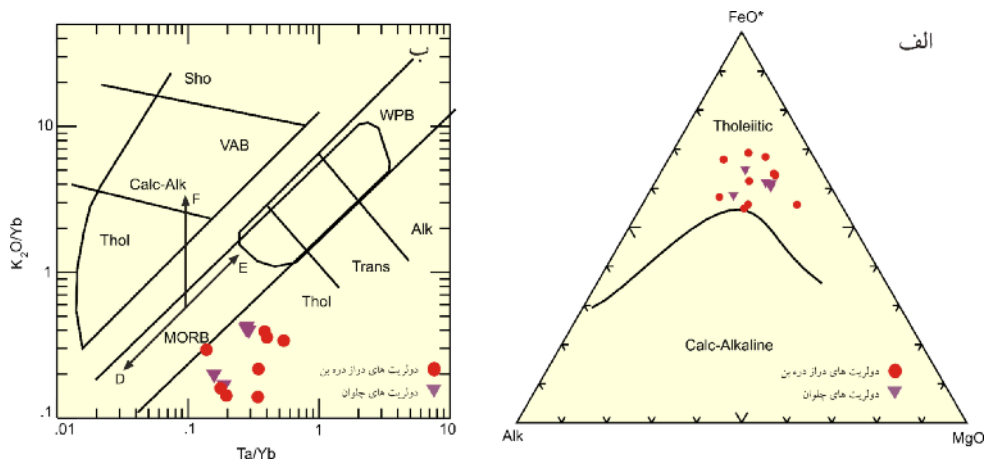 ب
10
1
.1
K₂O/Yb
Sho
VAB
WPB
Calc-Alk
F
Thol
Alk
Trans
E
Thol
MORB
D
دولریت های دراز دره بن
دولریت های چلوان
.01
.1
1
10
Ta/Yb
الف
FeO*
Tholeiitic
Calc-Alkaline
دولریت های دراز دره بن
دولریت های چلوان
Alk
MgO